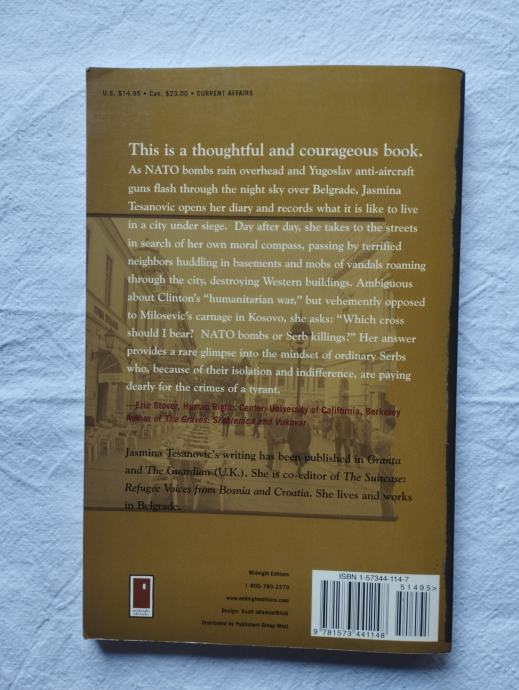 U.S. $14.95 • Can. $23.00 • CURRENT AFFAIRS
This is a thoughtful and courageous book.
As NATO bombs rain overhead and Yugoslav anti-aircraft
guns flash through the night sky over Belgrade, Jasmina
Tesanovic opens her diary and records what it is like to live
in a city under siege. Day after day, she takes to the streets
in search of her own moral compass, passing by terrified
neighbors huddling in basements and mobs of vandals roaming
through the city, destroying Western buildings. Ambiguous
about Clinton's "humanitarian war," but vehemently opposed
to Milosevic's carnage in Kosovo, she asks: "Which cross
should I bear? NATO bombs or Serb killings?" Her answer
provides a rare glimpse into the mindset of ordinary Serbs
who, because of their isolation and indifference, are paying
dearly for the crimes of a tyrant.
—Eric Stover, Human Rights Center, University of California, Berkeley
Author of The Graves: Srebrenica and Vukovar
Jasmina Tesanovic's writing has been published in Granta
and The Guardian (U.K.). She is co-editor of The Suitcase:
Refugee Voices from Bosnia and Croatia. She lives and works
in Belgrade.
Midnight Editions
1-800-780-2279
www.midnighteditions.com
Design: Scott Idleman/Blink
Distributed by Publishers Group West
midnight
editions
ISBN 1-57344-114-7
51495>
9 781573 441148